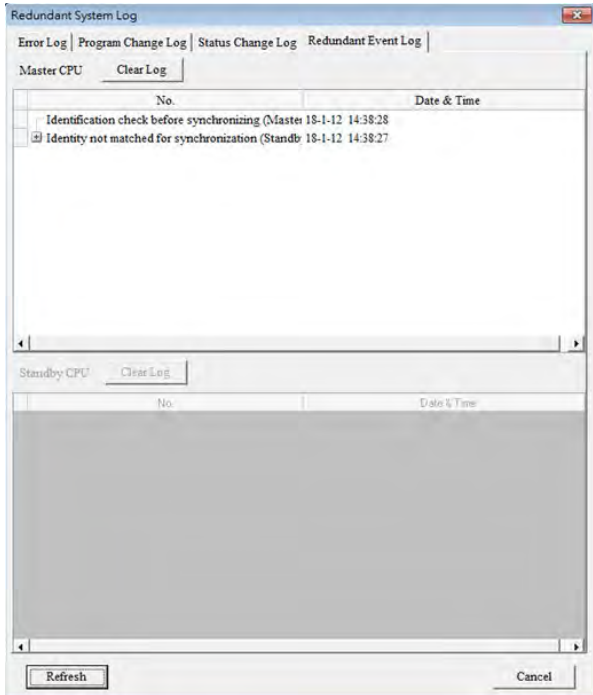 Redundant System Log
Error Log Program Change Log Status Change Log Redundant Event Log
Master CPU Clear Log
No. Date & Time
Identification check before synchronizing (Master 18-1-12 14:38:28
Identity not matched for synchronization (Standb 18-1-12 14:38:27
Standby CPU Clear Log
No. Date & Time
Refresh Cancel